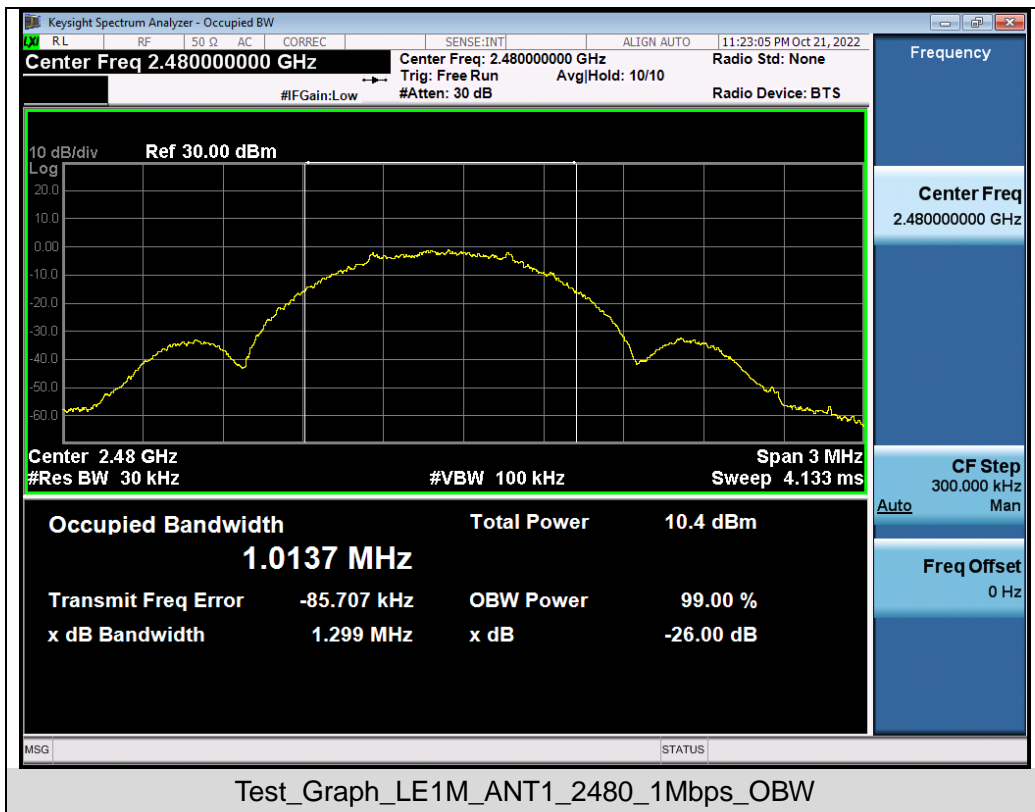 Keysight Spectrum Analyzer - Occupied BW
LXI RL RF 50 Ω AC CORREC SENSE:INT ALIGN AUTO 11:23:05 PM Oct 21, 2022
Center Freq 2.480000000 GHz
#IFGain:Low
Center Freq: 2.480000000 GHz
Trig: Free Run Avg|Hold: 10/10
#Atten: 30 dB
Radio Std: None
Radio Device: BTS
10 dB/div Ref 30.00 dBm
Log
20.0
10.0
0.00
-10.0
-20.0
-30.0
-40.0
-50.0
-60.0
Center 2.48 GHz Span 3 MHz
#Res BW 30 kHz #VBW 100 kHz Sweep 4.133 ms
Occupied Bandwidth Total Power 10.4 dBm
1.0137 MHz
Transmit Freq Error -85.707 kHz OBW Power 99.00 %
x dB Bandwidth 1.299 MHz x dB -26.00 dB
MSG STATUS
Frequency
Center Freq
2.480000000 GHz
CF Step
300.000 kHz
Auto Man
Freq Offset
0 Hz
Test_Graph_LE1M_ANT1_2480_1Mbps_OBW